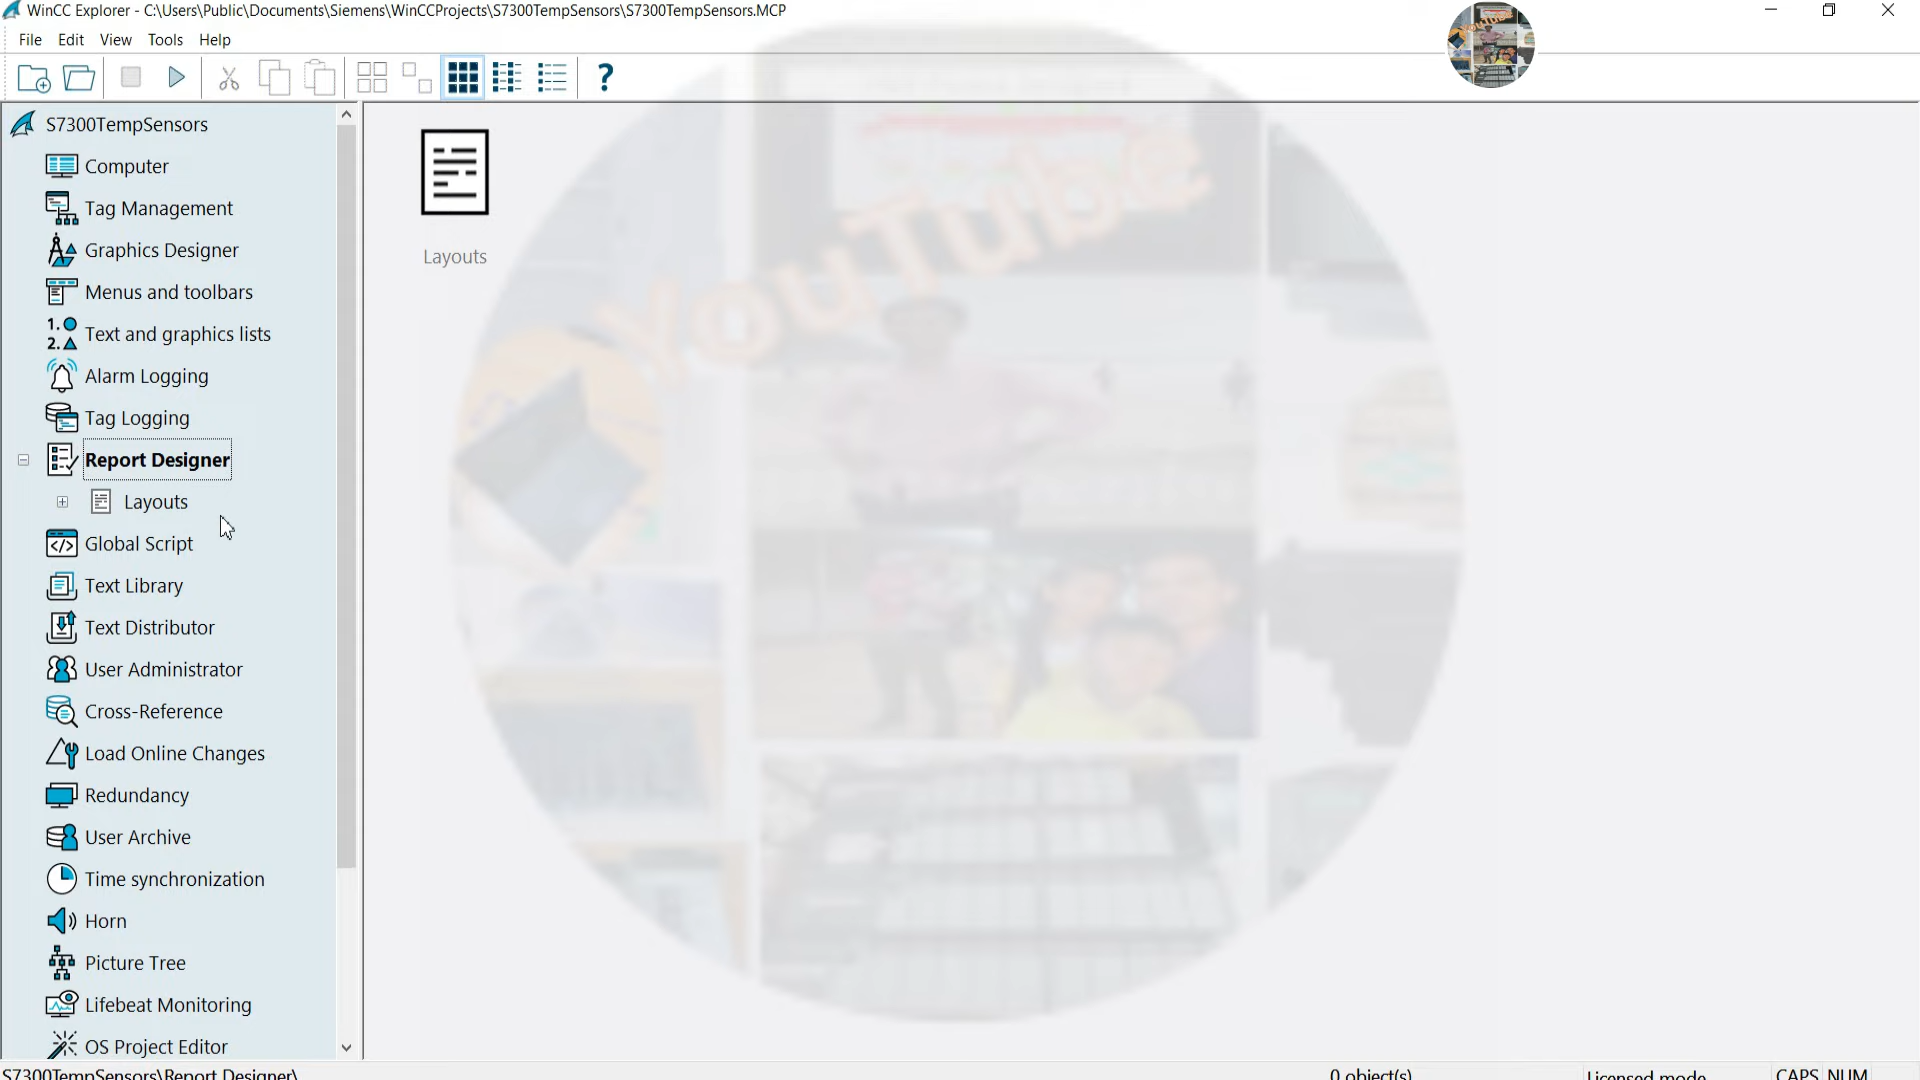 WinCC Explorer - C:\Users\Public\Documents\Siemens\WinCCProjects\S7300TempSensors\S7300TempSensors.MCP
File Edit View Tools Help
YouTube
?
S7300TempSensors
Computer
Tag Management
Graphics Designer
Menus and toolbars
Text and graphics lists
Alarm Logging
Tag Logging
Report Designer
Layouts
Global Script
Text Library
Text Distributor
User Administrator
Cross-Reference
Load Online Changes
Redundancy
User Archive
Time synchronization
Horn
Picture Tree
Lifebeat Monitoring
OS Project Editor
Layouts
YouTube
S7300TempSensors\Report Designer\
0 object(s)
Licensed mode
CAPS NUM